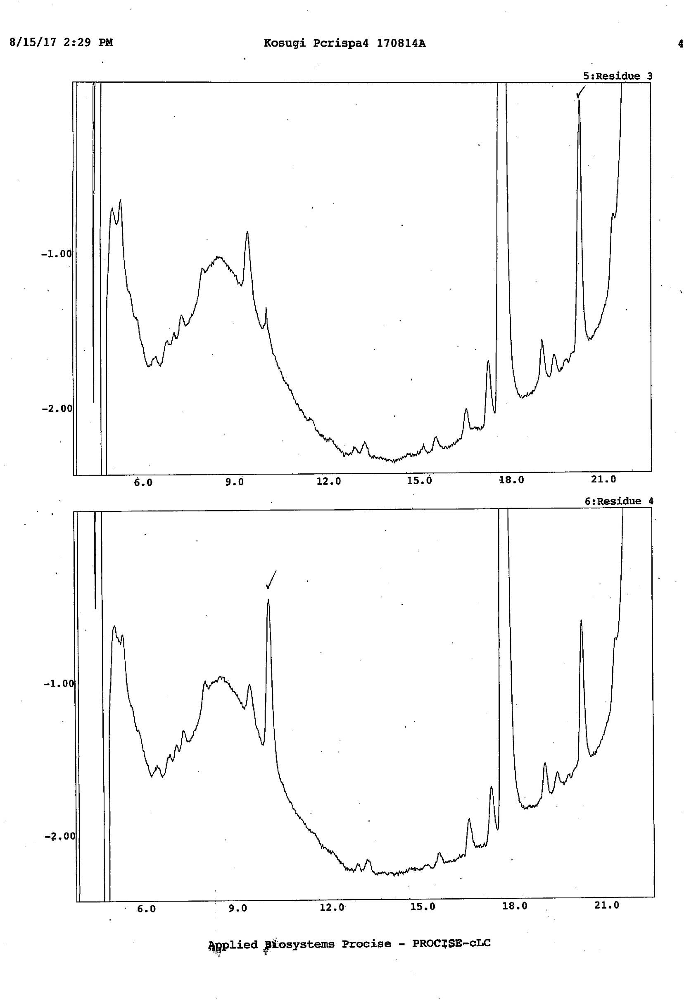 8/15/17 2:29 PM Kosugi Pcrispa4 170814A 4
5:Residue 3
-1.00
-2.00
6.0 9.0 12.0 15.0 18.0 21.0
6:Residue 4
-1.00
-2.00
6.0 9.0 12.0 15.0 18.0 21.0
Applied Biosystems Procise - PROCISE-cLC